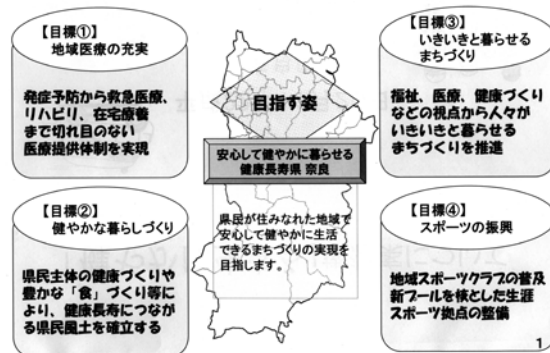 【目標①】
地域医療の充実
発症予防から救急医療、
リハビリ、在宅療養
まで切れ目のない
医療提供体制を実現
【目標②】
健やかな暮らしづくり
県民主体の健康づくりや
豊かな「食」づくり等に
より、健康長寿につなが
る県民風土を確立する
目指す姿
安心して健やかに暮らせる
健康長寿県 奈良
県民が住みなれた地域で
安心して健やかに生活
できるまちづくりの実現を
目指します。
【目標③】
いきいきと暮らせる
まちづくり
福祉、医療、健康づくり
などの視点から人々が
いきいきと暮らせる
まちづくりを推進
【目標④】
スポーツの振興
地域スポーツクラブの普及
新プールを核とした生涯
スポーツ拠点の整備
1